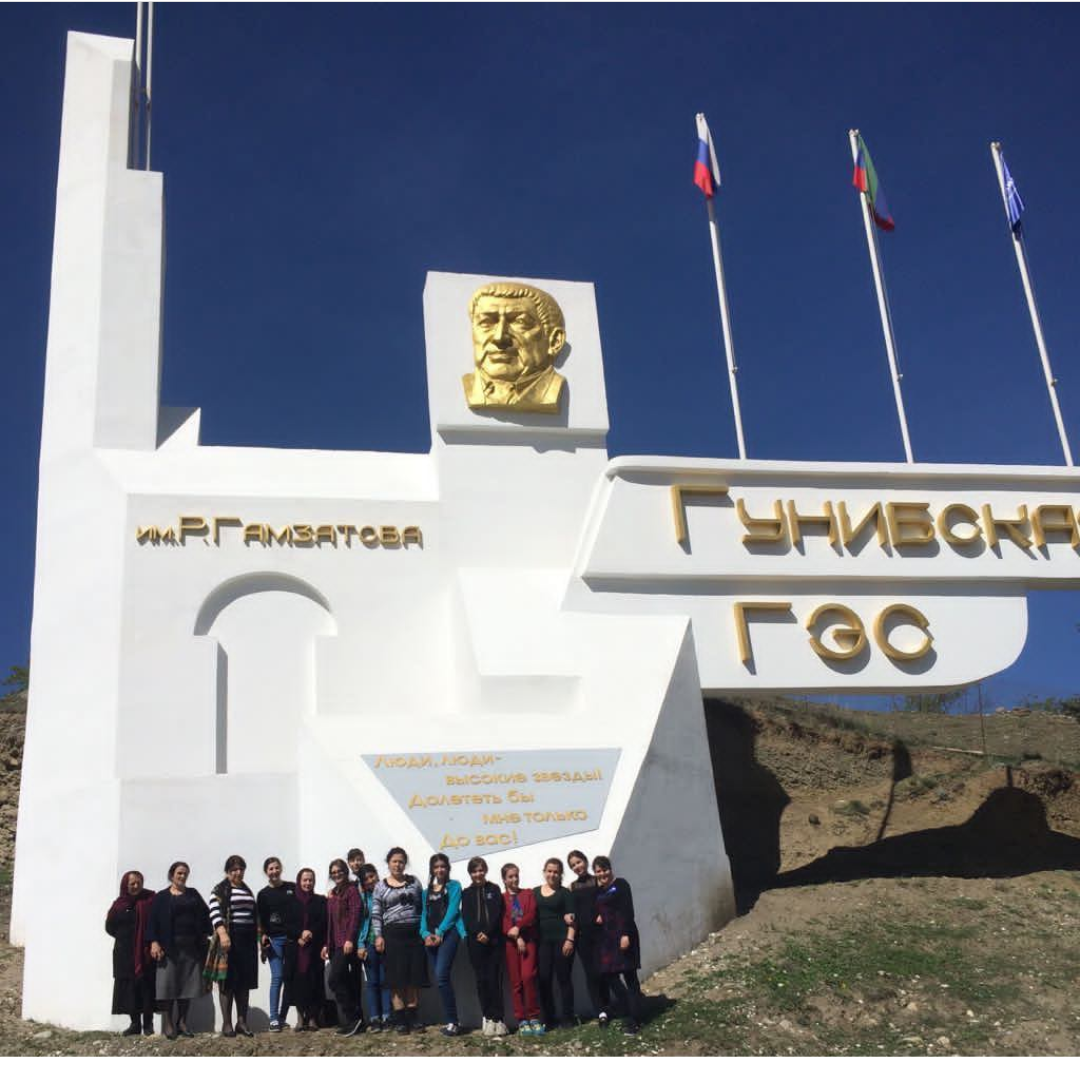 им. Р. Гамзатова
Гунибска
ГЭС
Люди, люди-
высокие звезды!
Долететь бы
мне только
До вас!